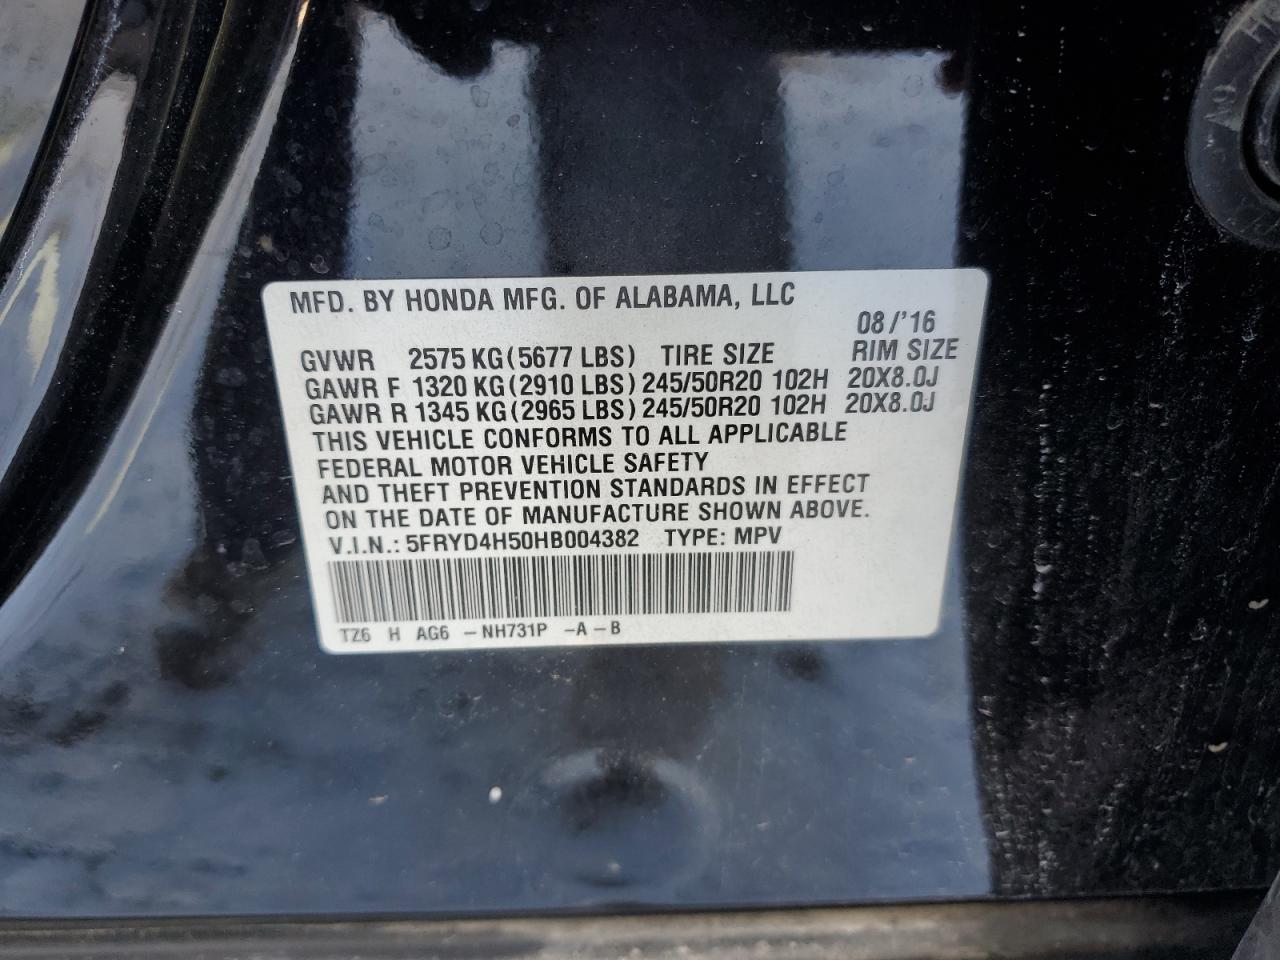 MFD. BY HONDA MFG. OF ALABAMA, LLC
08/'16
GVWR 2575 KG(5677 LBS) TIRE SIZE RIM SIZE
GAWR F 1320 KG(2910 LBS) 245/50R20 102H 20X8.0J
GAWR R 1345 KG(2965 LBS) 245/50R20 102H 20X8.0J
THIS VEHICLE CONFORMS TO ALL APPLICABLE
FEDERAL MOTOR VEHICLE SAFETY
AND THEFT PREVENTION STANDARDS IN EFFECT
ON THE DATE OF MANUFACTURE SHOWN ABOVE.
V.I.N.: 5FRYD4H50HB004382 TYPE: MPV
TZ6 H AG6 -NH731P -A-B